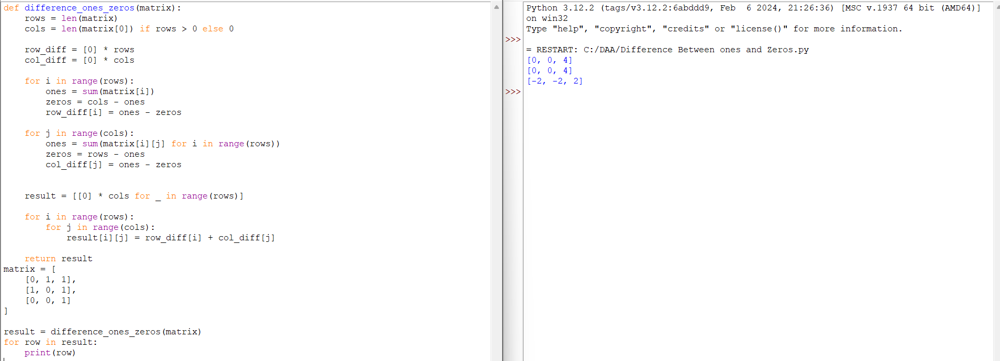 def difference_ones_zeros(matrix):
    rows = len(matrix)
    cols = len(matrix[0]) if rows > 0 else 0

    row_diff = [0] * rows
    col_diff = [0] * cols

    for i in range(rows):
        ones = sum(matrix[i])
        zeros = cols - ones
        row_diff[i] = ones - zeros

    for j in range(cols):
        ones = sum(matrix[i][j] for i in range(rows))
        zeros = rows - ones
        col_diff[j] = ones - zeros


    result = [[0] * cols for _ in range(rows)]

    for i in range(rows):
        for j in range(cols):
            result[i][j] = row_diff[i] + col_diff[j]

    return result
matrix = [
    [0, 1, 1],
    [1, 0, 1],
    [0, 0, 1]
]

result = difference_ones_zeros(matrix)
for row in result:
    print(row)
Python 3.12.2 (tags/v3.12.2:6abddd9, Feb  6 2024, 21:26:36) [MSC v.1937 64 bit (AMD64)]
on win32
Type "help", "copyright", "credits" or "license()" for more information.
>>>
= RESTART: C:/DAA/Difference Between ones and Zeros.py
[0, 0, 4]
[0, 0, 4]
[-2, -2, 2]
>>>